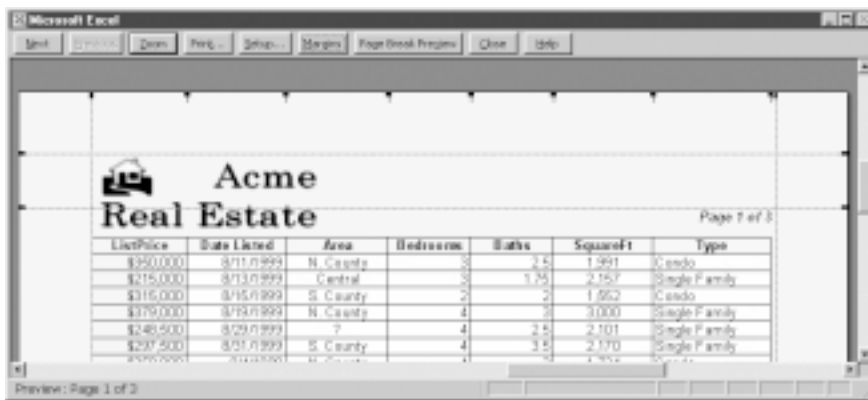 Microsoft Excel
Next Previous Zoom Print... Setup... Margins Page Break Preview Close Help
Acme
Real Estate
Page 1 of 3
ListPrice Date Listed Area Bedrooms Baths SquareFt Type
$350,000 8/11/1999 N. County 3 2.5 1,991 Condo
$215,000 8/13/1999 Central 3 1.75 2,157 Single Family
$315,000 8/15/1999 S. County 2 2 1,552 Condo
$379,000 8/19/1999 N. County 4 3 3,000 Single Family
$248,500 8/29/1999 ? 4 2.5 2,101 Single Family
$297,500 8/31/1999 S. County 4 3.5 2,170 Single Family
Preview: Page 1 of 3